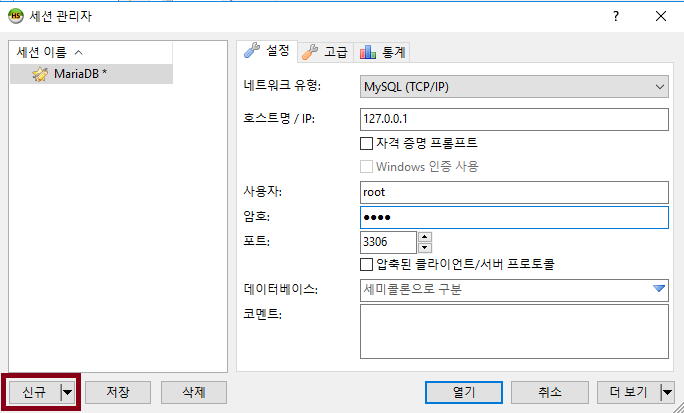 HS 세션 관리자
세션 이름
MariaDB *
설정 고급 통계
네트워크 유형: MySQL (TCP/IP)
호스트명 / IP: 127.0.0.1
자격 증명 프롬프트
Windows 인증 사용
사용자: root
암호: ●●●●
포트: 3306
압축된 클라이언트/서버 프로토콜
데이터베이스: 세미콜론으로 구분
코멘트:
신규 저장 삭제 열기 취소 더 보기